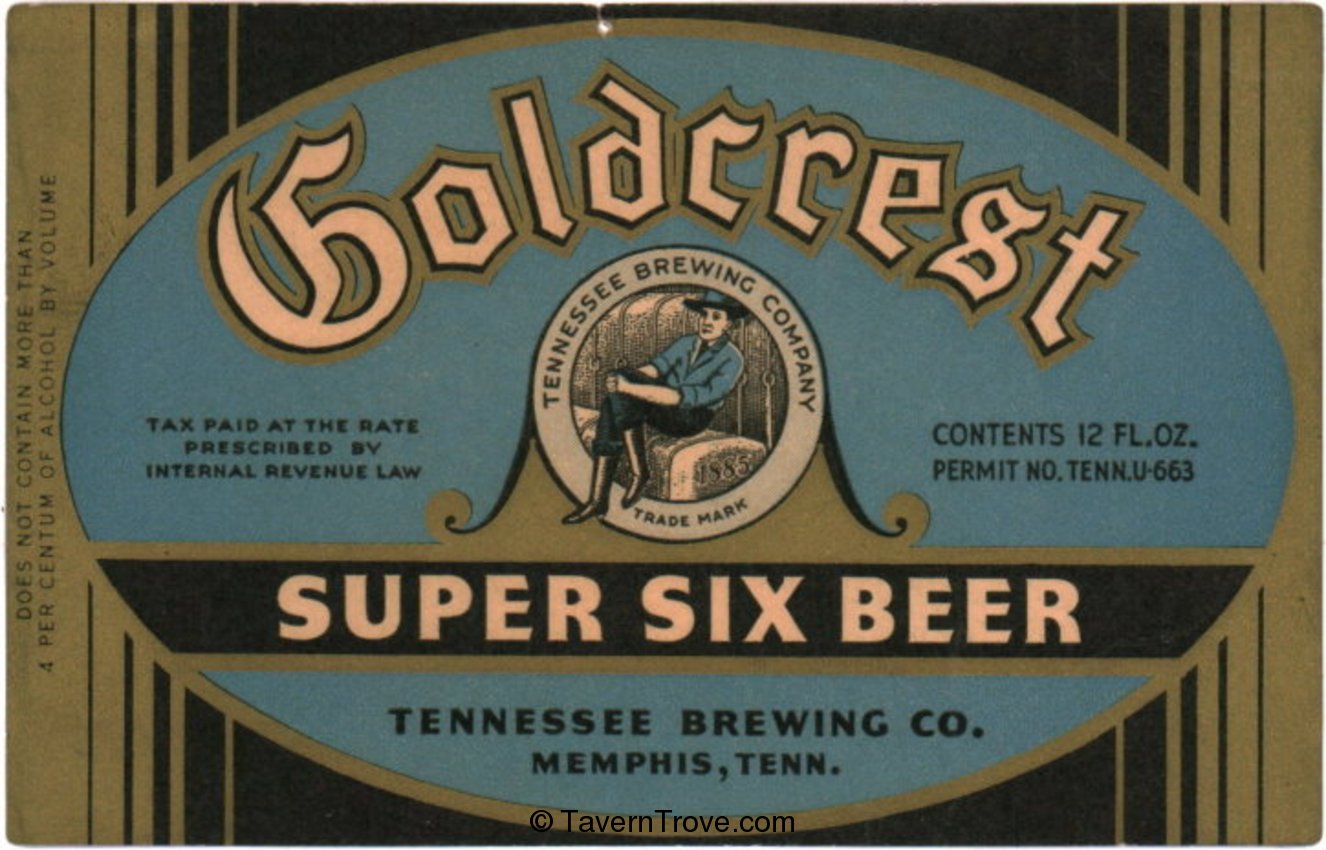 Goldcrest
TENNESSEE BREWING COMPANY
1885
TRADE MARK
TAX PAID AT THE RATE
PRESCRIBED BY
INTERNAL REVENUE LAW
CONTENTS 12 FL.OZ.
PERMIT NO. TENN.U-663
SUPER SIX BEER
TENNESSEE BREWING CO.
MEMPHIS, TENN.
DOES NOT CONTAIN MORE THAN
4 PER CENTUM OF ALCOHOL BY VOLUME
© TavernTrove.com